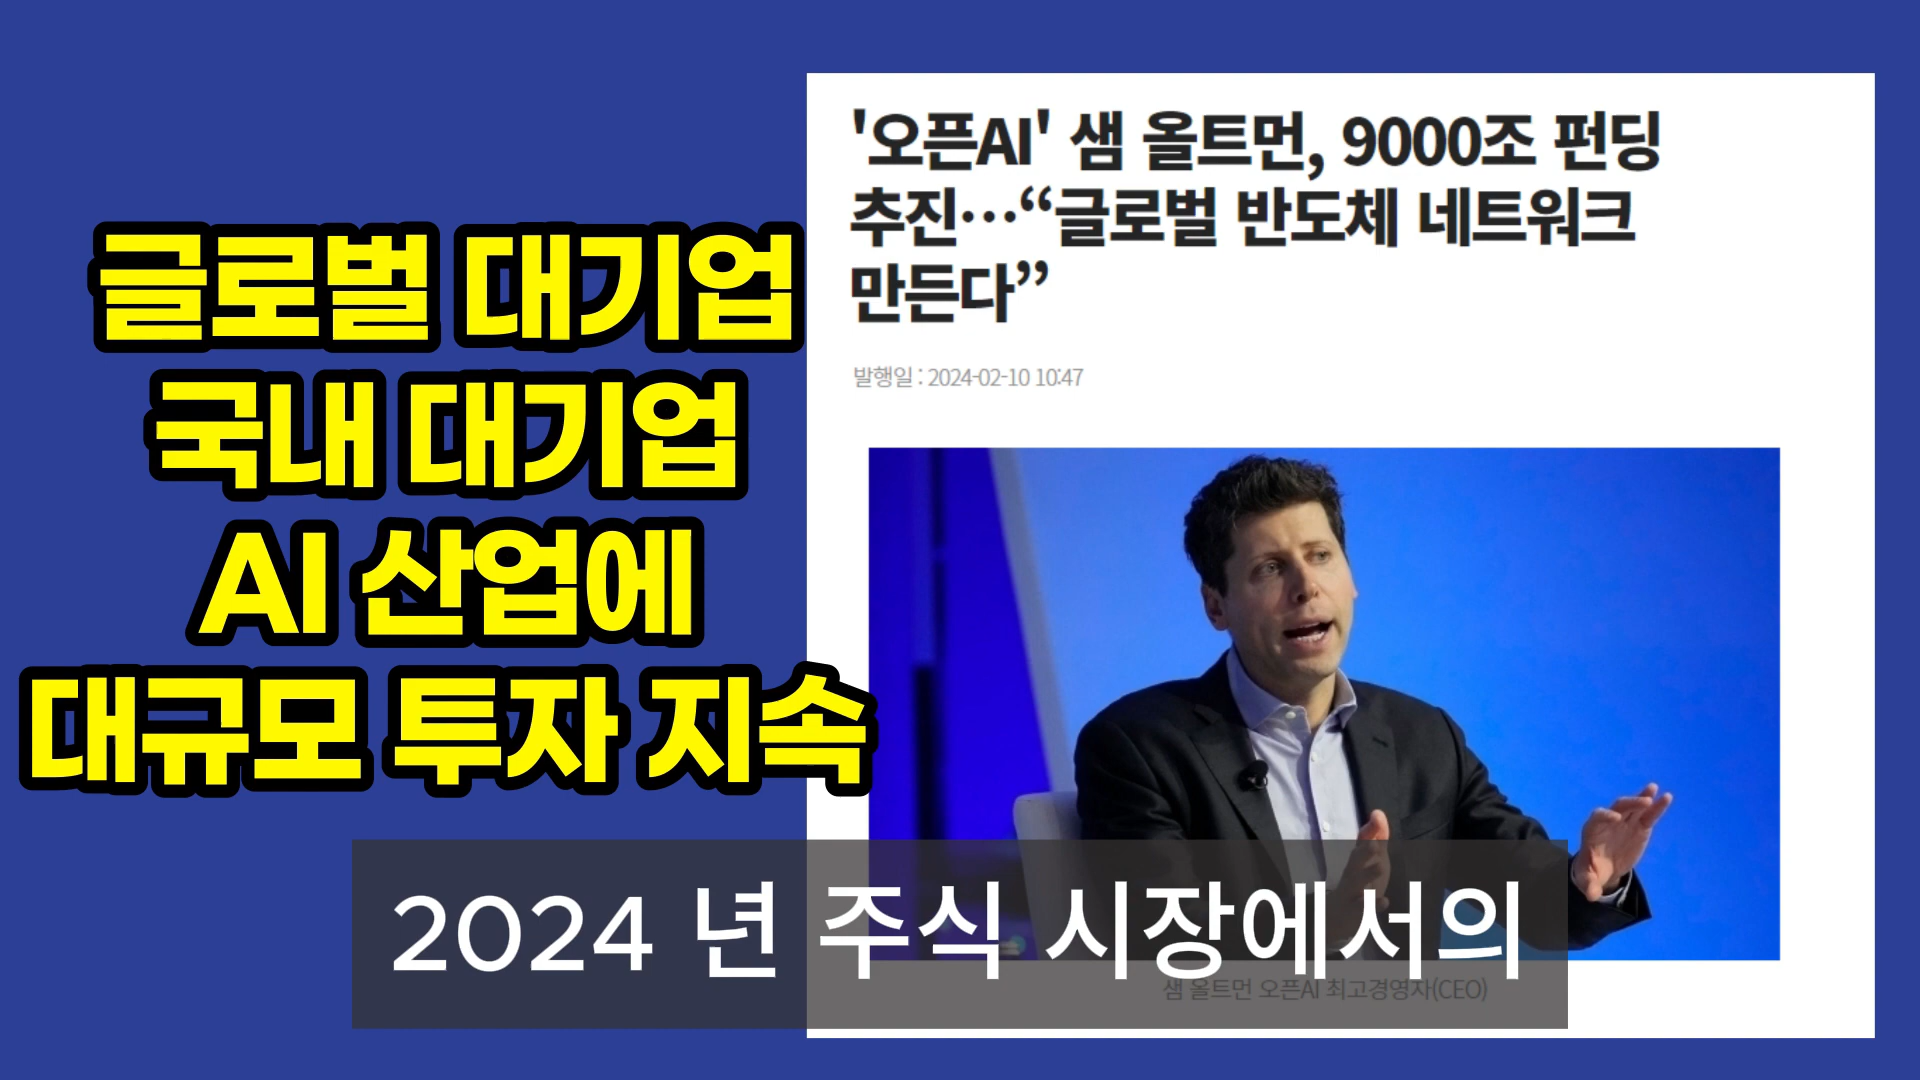 글로벌 대기업
국내 대기업
AI 산업에
대규모 투자 지속
'오픈AI' 샘 올트먼, 9000조 펀딩
추진…“글로벌 반도체 네트워크
만든다”
발행일 : 2024-02-10 10:47
샘 올트먼 오픈AI 최고경영자(CEO)
2024 년 주식 시장에서의